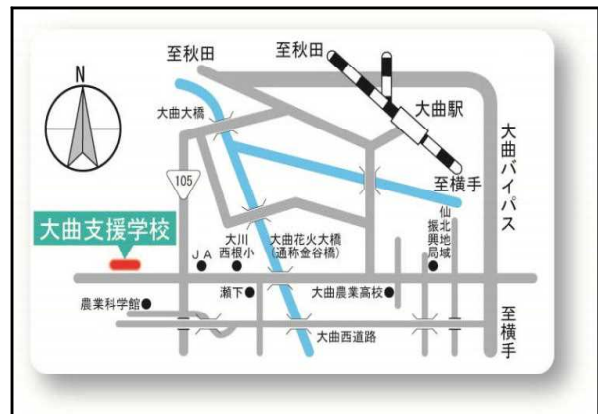 至秋田
至秋田
N
大曲大橋
大曲駅
大曲バイパス
105
至横手
大曲支援学校
JA
大川
西根小
大曲花火大橋
(通称金谷橋)
仙北地域
振興局
農業科学館
瀬下
大曲農業高校
大曲西道路
至横手